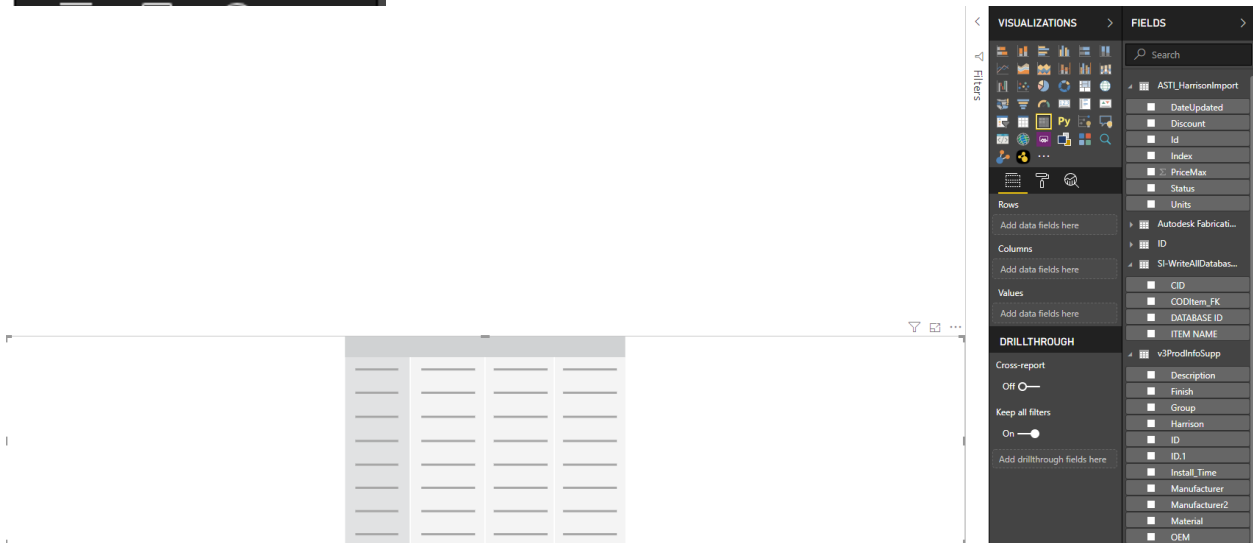 VISUALIZATIONS
Filters
Py
Rows
Add data fields here
Columns
Add data fields here
Values
Add data fields here
DRILLTHROUGH
Cross-report
Off
Keep all filters
On
Add drillthrough fields here
FIELDS
Search
ASTI_HarrisonImport
DateUpdated
Discount
Id
Index
Σ PriceMax
Status
Units
Autodesk Fabricati...
ID
SI-WriteAllDatabas...
CID
CODItem_FK
DATABASE ID
ITEM NAME
v3ProdInfoSupp
Description
Finish
Group
Harrison
ID
ID.1
Install_Time
Manufacturer
Manufacturer2
Material
OEM